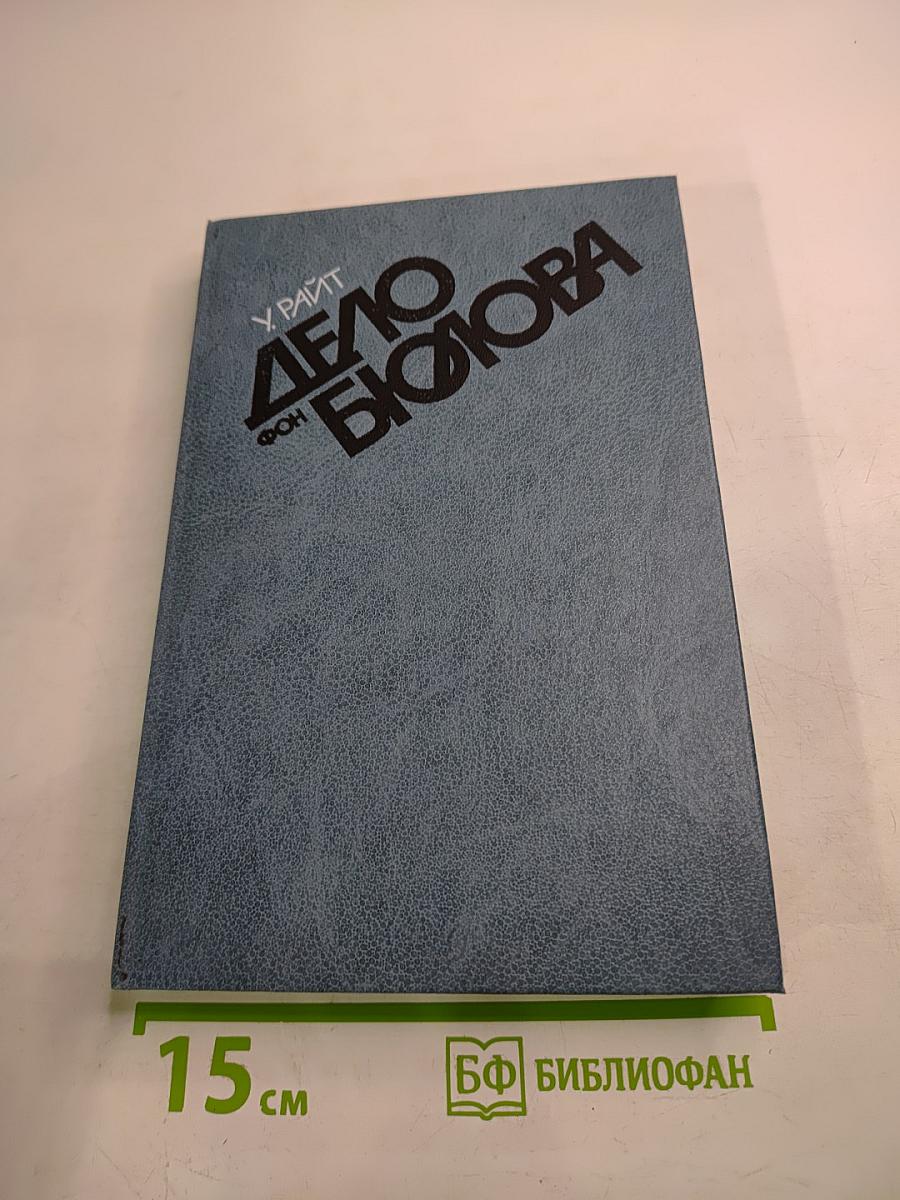 У. РАЙТ
ДЕЛО
ФОН БЮЛОВА
15 см
БФ БИБЛИОФАН